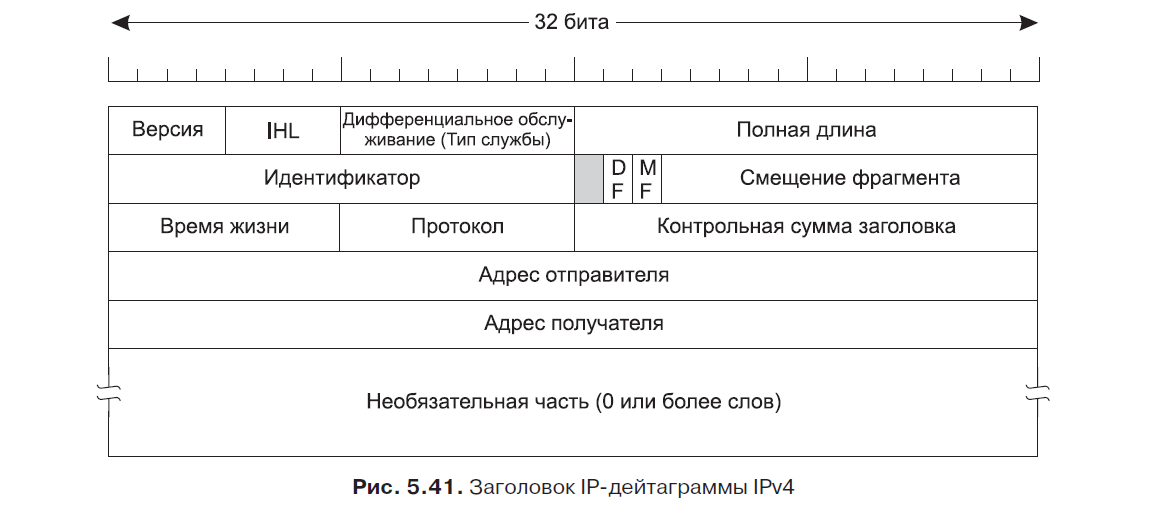 32 бита
Версия
IHL
Дифференциальное обслу-
живание (Тип службы)
Полная длина
Идентификатор
D
F
M
F
Смещение фрагмента
Время жизни
Протокол
Контрольная сумма заголовка
Адрес отправителя
Адрес получателя
Необязательная часть (0 или более слов)
Рис. 5.41. Заголовок IP-дейтаграммы IPv4